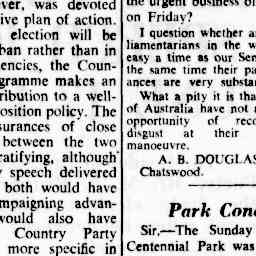 ver, was devoted
ive plan of action.
election will be
ban rather than in
encies, the Coun-
gramme makes an
tribution to a well-
osition policy. The
surances of close
between the two
ratifying, although
y speech delivered
both would have
mpaigning advan-
would also have
Country Party
more specific in
the urgent business of
on Friday?
I question whether a
liamentarians in the w
easy a time as our Sen
the same time their pa
ances are very substan
What a pity it is tha
of Australia have not a
opportunity of reco
disgust at their
manoeuvre.
A. B. DOUGLAS
Chatswood.
Park Conc
Sir,—The Sunday
Centennial Park was